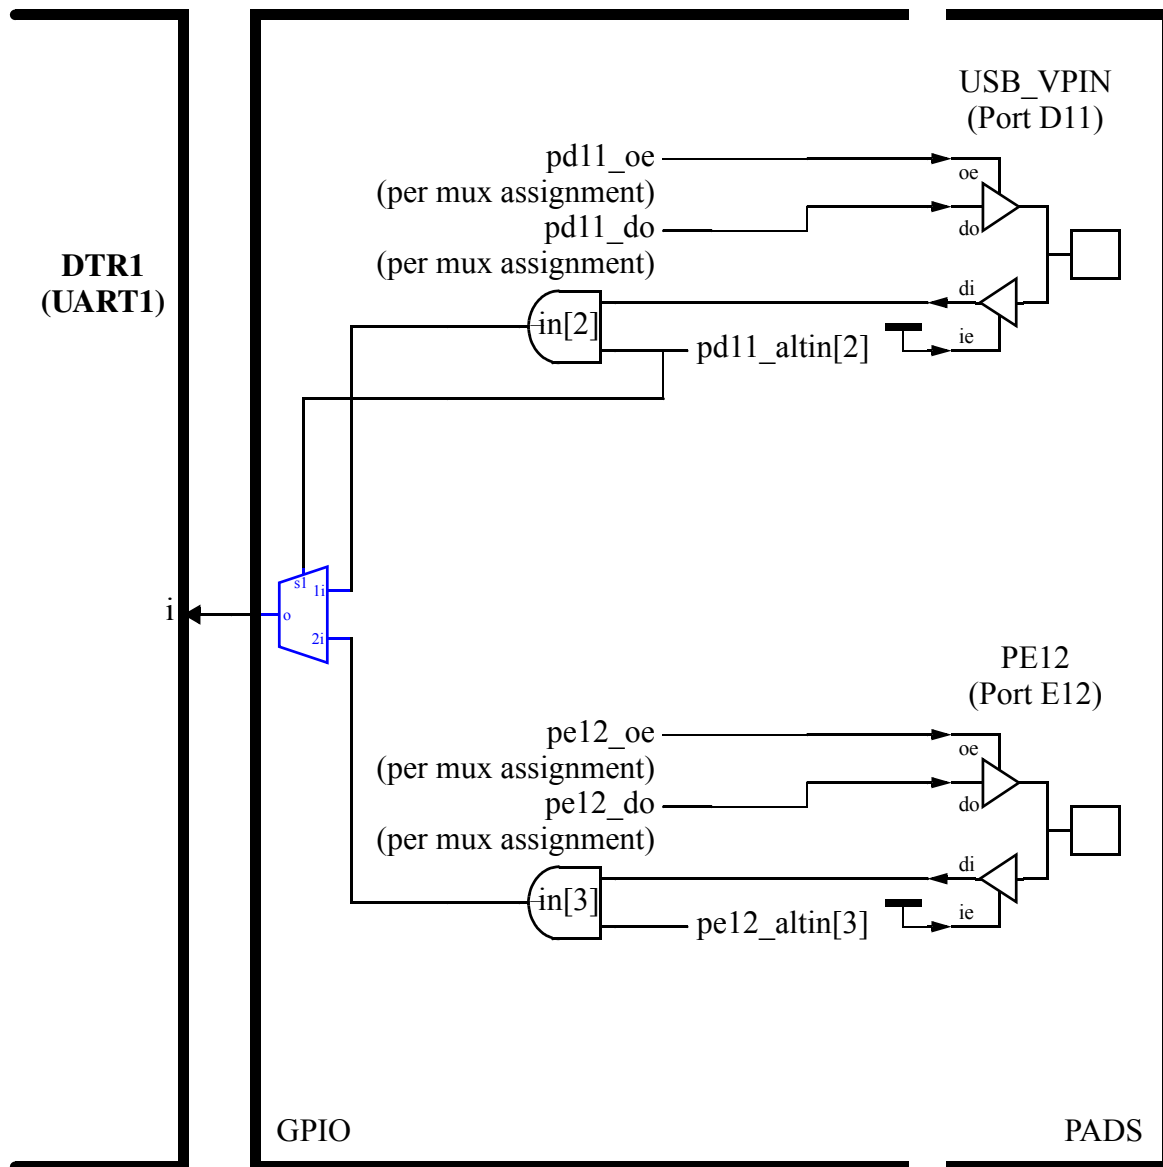 USB_VPIN
(Port D11)
pd11_oe
oe
(per mux assignment)
pd11_do
do
(per mux assignment)
DTR1
(UART1)
di
in[2]
pd11_altin[2]
ie
s1
1i
i
o
2i
PE12
(Port E12)
pe12_oe
oe
(per mux assignment)
pe12_do
do
(per mux assignment)
di
in[3]
pe12_altin[3]
ie
GPIO
PADS